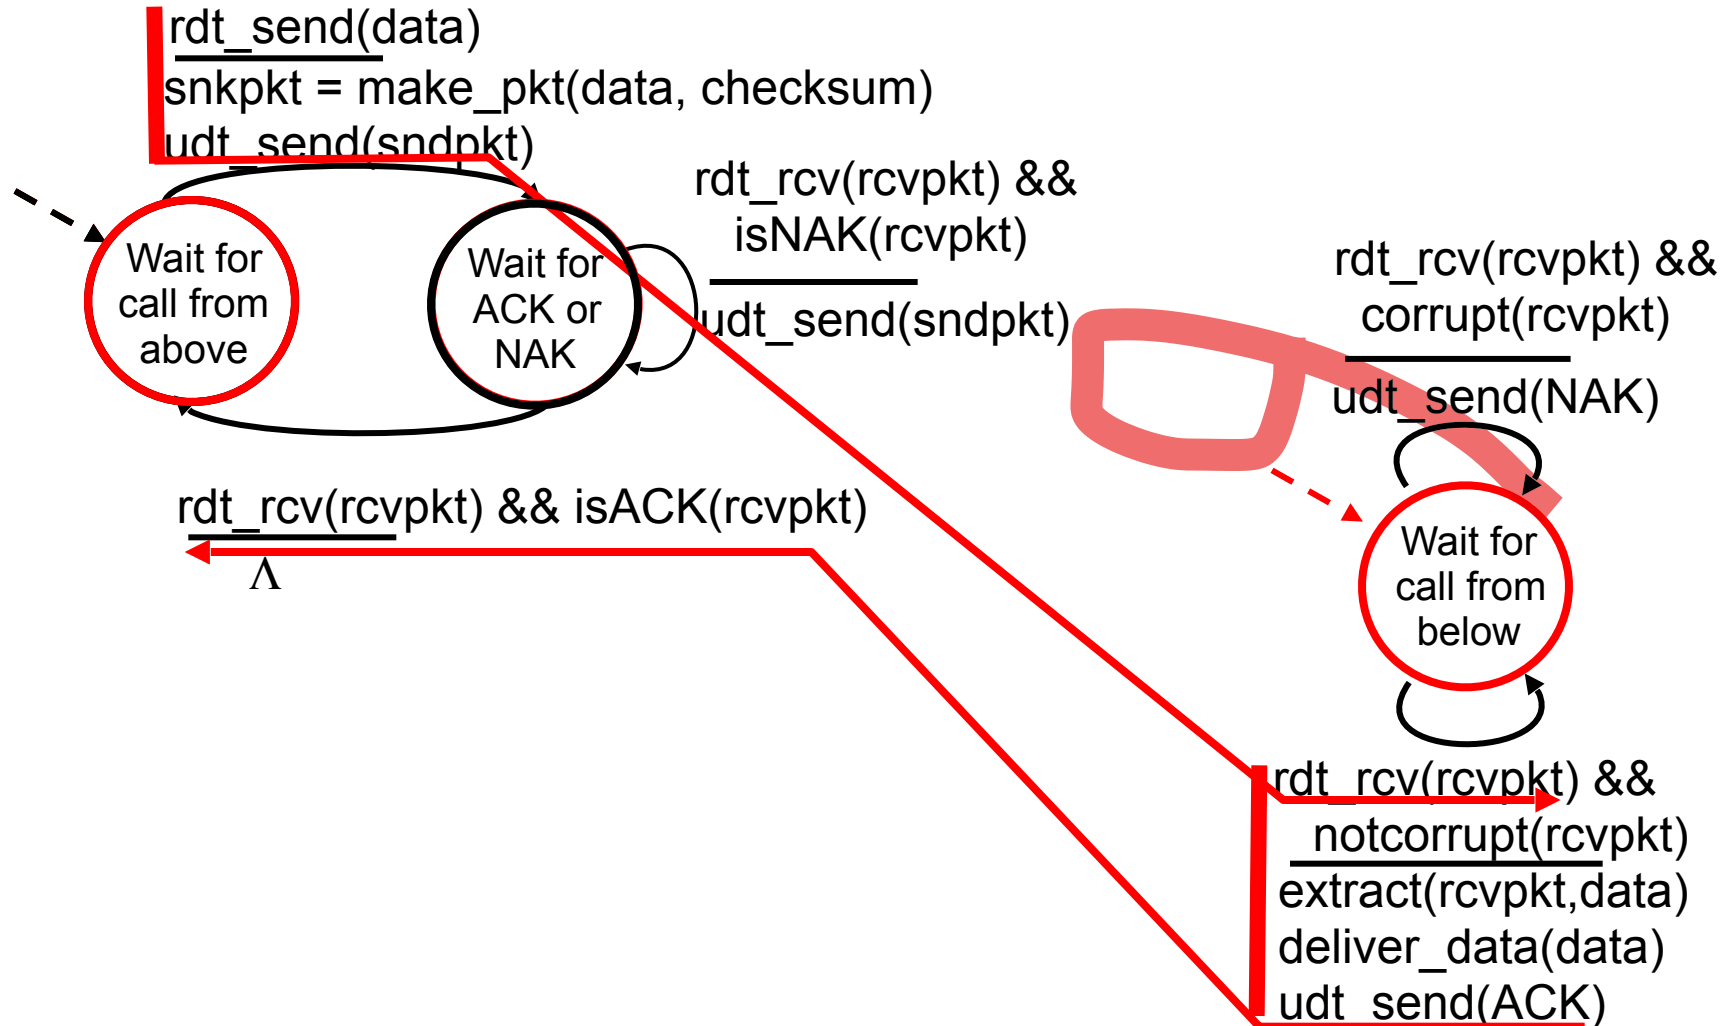 rdt_send(data)
snkpkt = make_pkt(data, checksum)
udt_send(sndpkt)
rdt_rcv(rcvpkt) &&
isNAK(rcvpkt)
udt_send(sndpkt)
Wait for
call from
above
Wait for
ACK or
NAK
rdt_rcv(rcvpkt) && isACK(rcvpkt)
Λ
rdt_rcv(rcvpkt) &&
corrupt(rcvpkt)
udt_send(NAK)
Wait for
call from
below
rdt_rcv(rcvpkt) &&
notcorrupt(rcvpkt)
extract(rcvpkt,data)
deliver_data(data)
udt_send(ACK)